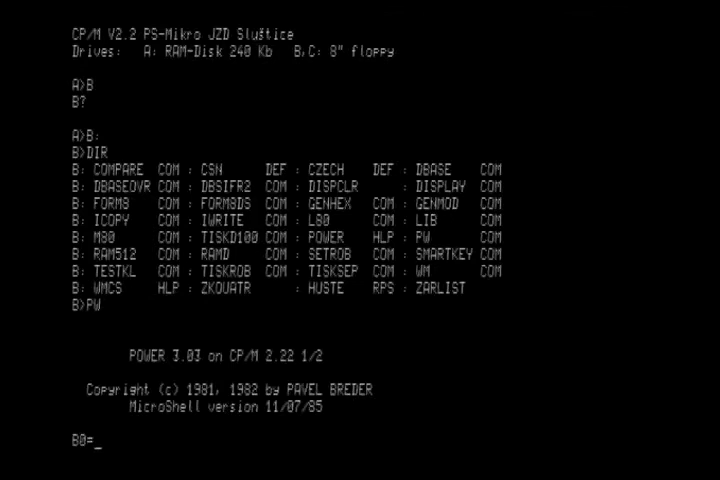 CP/M V2.2 PS-Mikro JZD Sluštice
Drives:   A: RAM-Disk 240 Kb   B,C: 8" floppy
A>B
B?
A>B:
B>DIR
B: COMPARE  COM : CSN      DEF : CZECH    DEF : DBASE    COM
B: DBASEOVR COM : DBSIFR2  COM : DISPCLR      : DISPLAY  COM
B: FORM8    COM : FORM8DS  COM : GENHEX   COM : GENMOD   COM
B: ICOPY    COM : IWRITE   COM : L80      COM : LIB      COM
B: M80      COM : TISKD100 COM : POWER    HLP : PW       COM
B: RAM512   COM : RAMD     COM : SETROB   COM : SMARTKEY COM
B: TESTKL   COM : TISKROB  COM : TISKSEP  COM : WM       COM
B: WMCS     HLP : ZKOUATR      : HUSTE    RPS : ZARLIST
B>PW
POWER 3.03 on CP/M 2.22 1/2
Copyright (c) 1981, 1982 by PAVEL BREDER
MicroShell version 11/07/85
B0=_